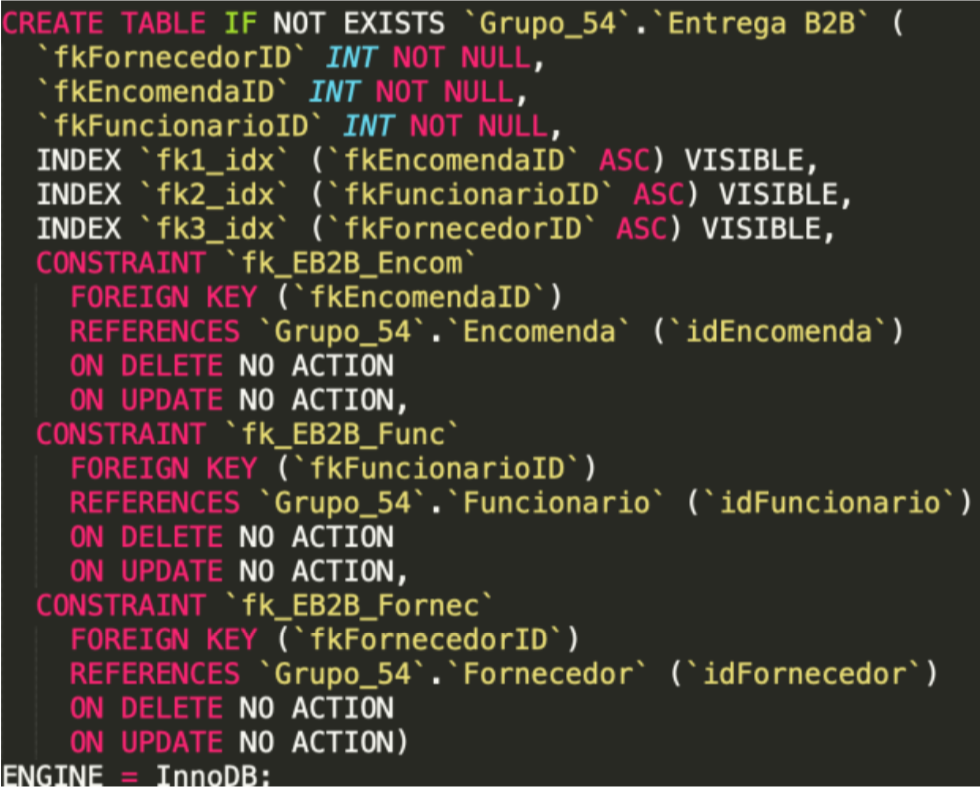 CREATE TABLE IF NOT EXISTS `Grupo_54`.`Entrega B2B` (
  `fkFornecedorID` INT NOT NULL,
  `fkEncomendaID` INT NOT NULL,
  `fkFuncionarioID` INT NOT NULL,
  INDEX `fk1_idx` (`fkEncomendaID` ASC) VISIBLE,
  INDEX `fk2_idx` (`fkFuncionarioID` ASC) VISIBLE,
  INDEX `fk3_idx` (`fkFornecedorID` ASC) VISIBLE,
  CONSTRAINT `fk_EB2B_Encom`
    FOREIGN KEY (`fkEncomendaID`)
    REFERENCES `Grupo_54`.`Encomenda` (`idEncomenda`)
    ON DELETE NO ACTION
    ON UPDATE NO ACTION,
  CONSTRAINT `fk_EB2B_Func`
    FOREIGN KEY (`fkFuncionarioID`)
    REFERENCES `Grupo_54`.`Funcionario` (`idFuncionario`)
    ON DELETE NO ACTION
    ON UPDATE NO ACTION,
  CONSTRAINT `fk_EB2B_Fornec`
    FOREIGN KEY (`fkFornecedorID`)
    REFERENCES `Grupo_54`.`Fornecedor` (`idFornecedor`)
    ON DELETE NO ACTION
    ON UPDATE NO ACTION)
ENGINE = InnoDB;